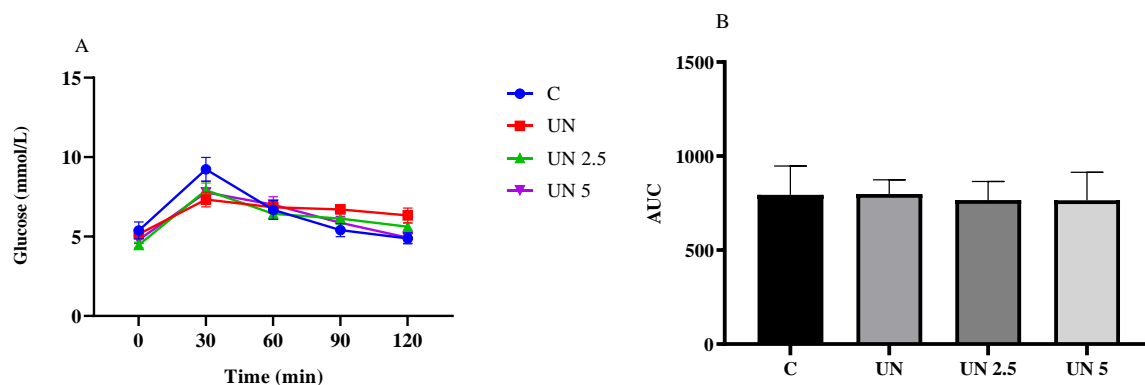 A
Glucose (mmol/L)
15
10
5
0
0 30 60 90 120
Time (min)
C
UN
UN 2.5
UN 5
B
AUC
1500
1000
500
0
C UN UN 2.5 UN 5